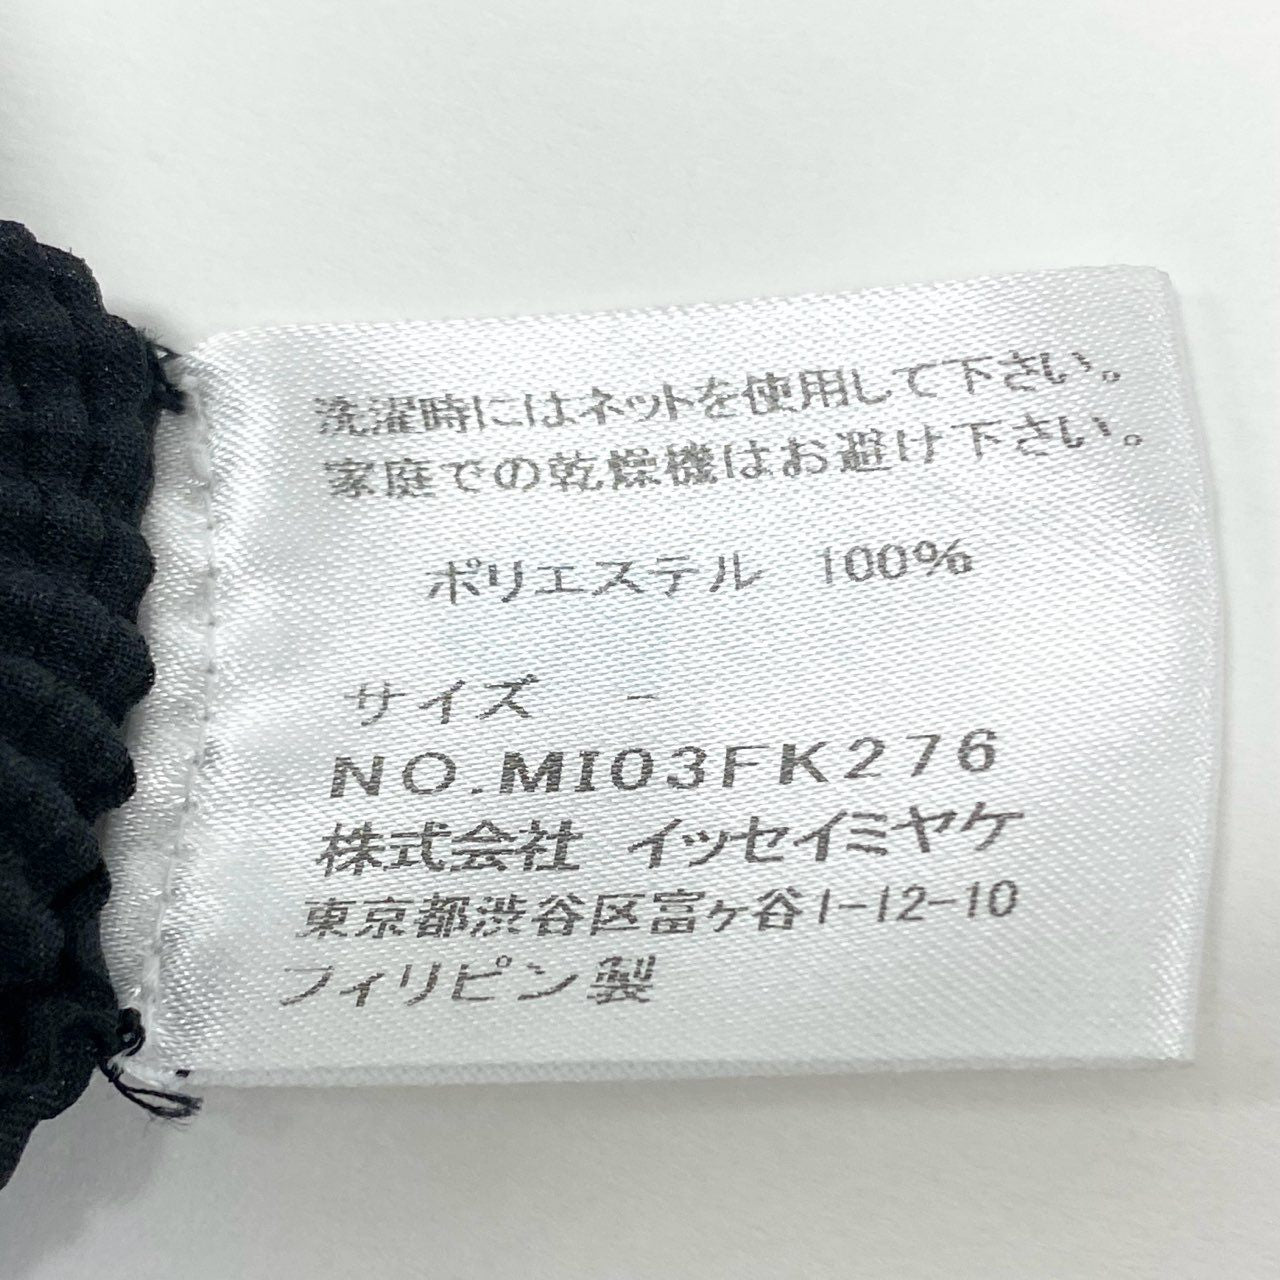 洗濯時にはネットを使用して下さい。
家庭での乾燥機はお避け下さい。
ポリエステル 100%
サイズ -
NO.MI03FK276
株式会社 イッセイミヤケ
東京都渋谷区富ヶ谷1-12-10
フィリピン製